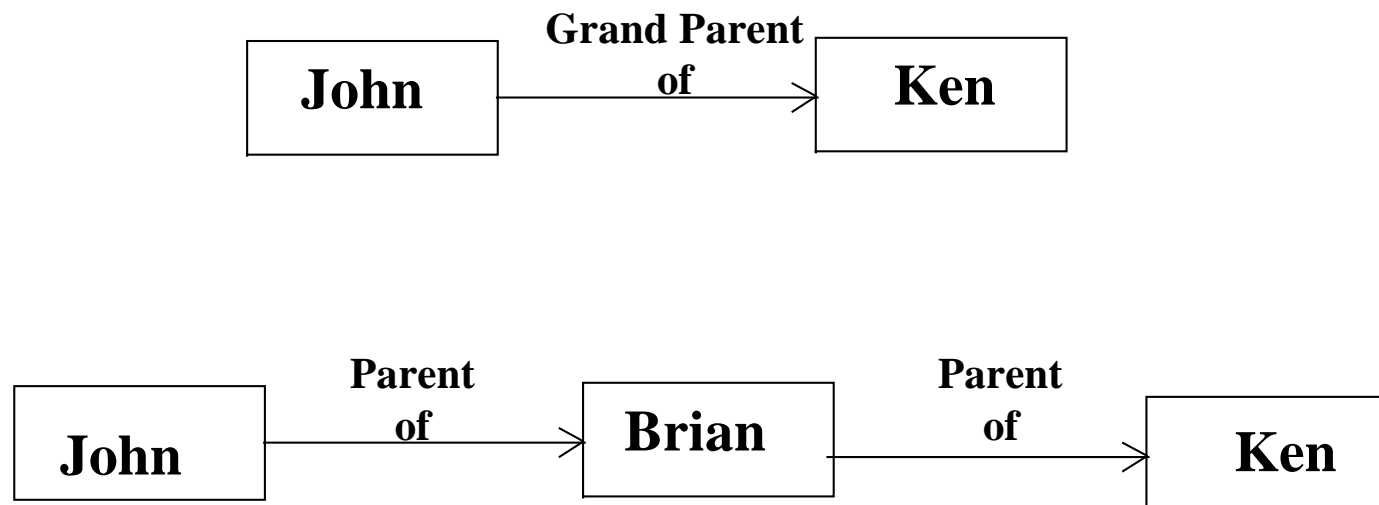 Grand Parent
of
John
Ken
Parent
of
Parent
of
John
Brian
Ken